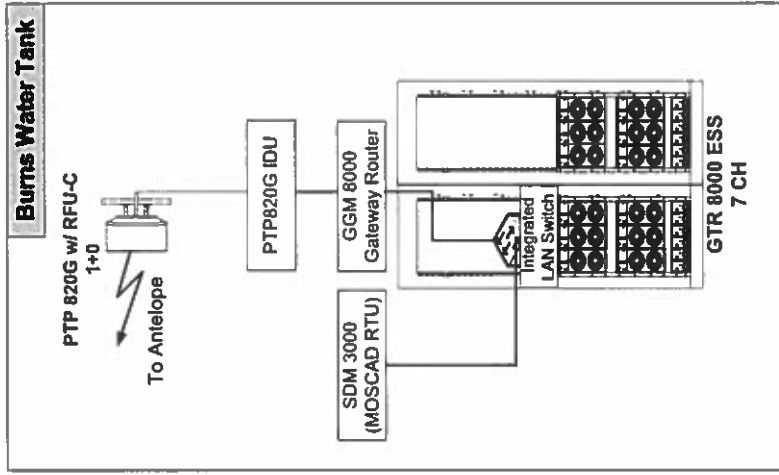 Burns Water Tank
PTP 820G w/ RFU-C
1+0
To Antelope
PTP820G IDU
GGM 8000
Gateway Router
SDM 3000
(MOSCAD RTU)
Integrated
LAN Switch
GTR 8000 ESS
7 CH